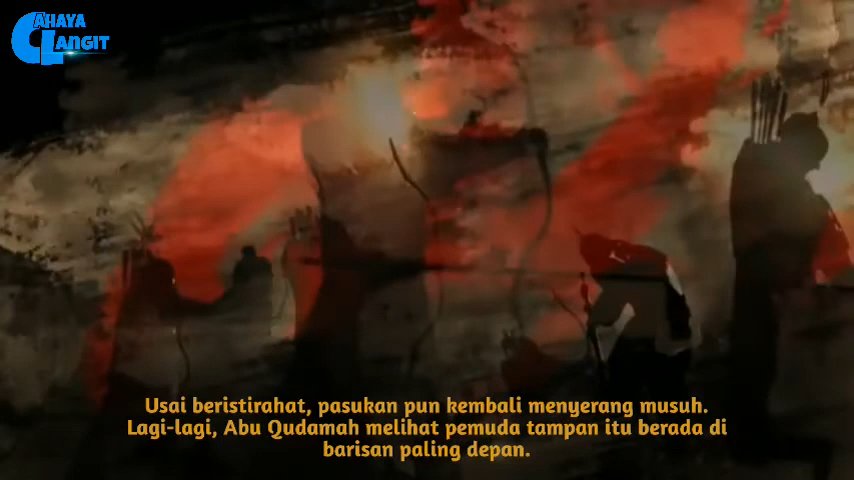 CAHAYA
LANGIT
Usai beristirahat, pasukan pun kembali menyerang musuh.
Lagi-lagi, Abu Qudamah melihat pemuda tampan itu berada di
barisan paling depan.